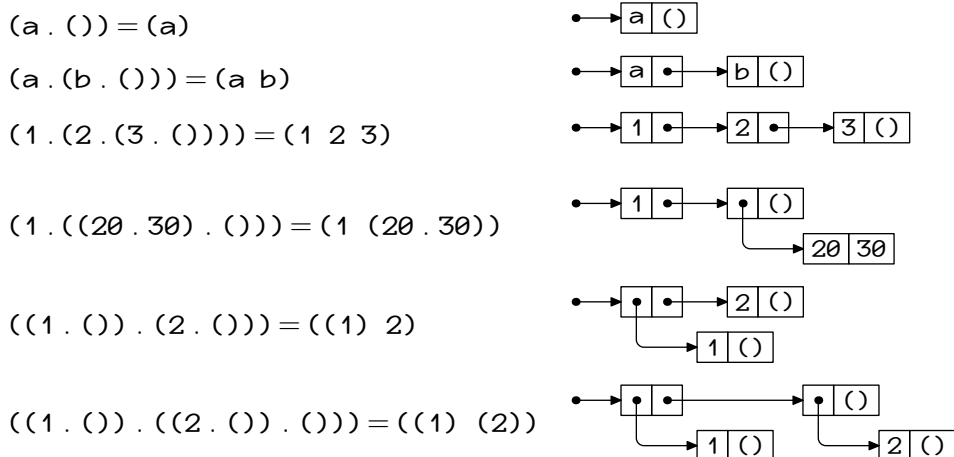 (a . ()) = (a) a ()
(a . (b . ())) = (a b) a b ()
(1 . (2 . (3 . ()))) = (1 2 3) 1 2 3 ()
(1 . ((20 . 30) . ())) = (1 (20 . 30)) 1 ()
20 30
((1 . ()) . (2 . ())) = ((1) 2) 2 ()
1 ()
((1 . ()) . ((2 . ()) . ())) = ((1) (2)) ()
1 () 2 ()